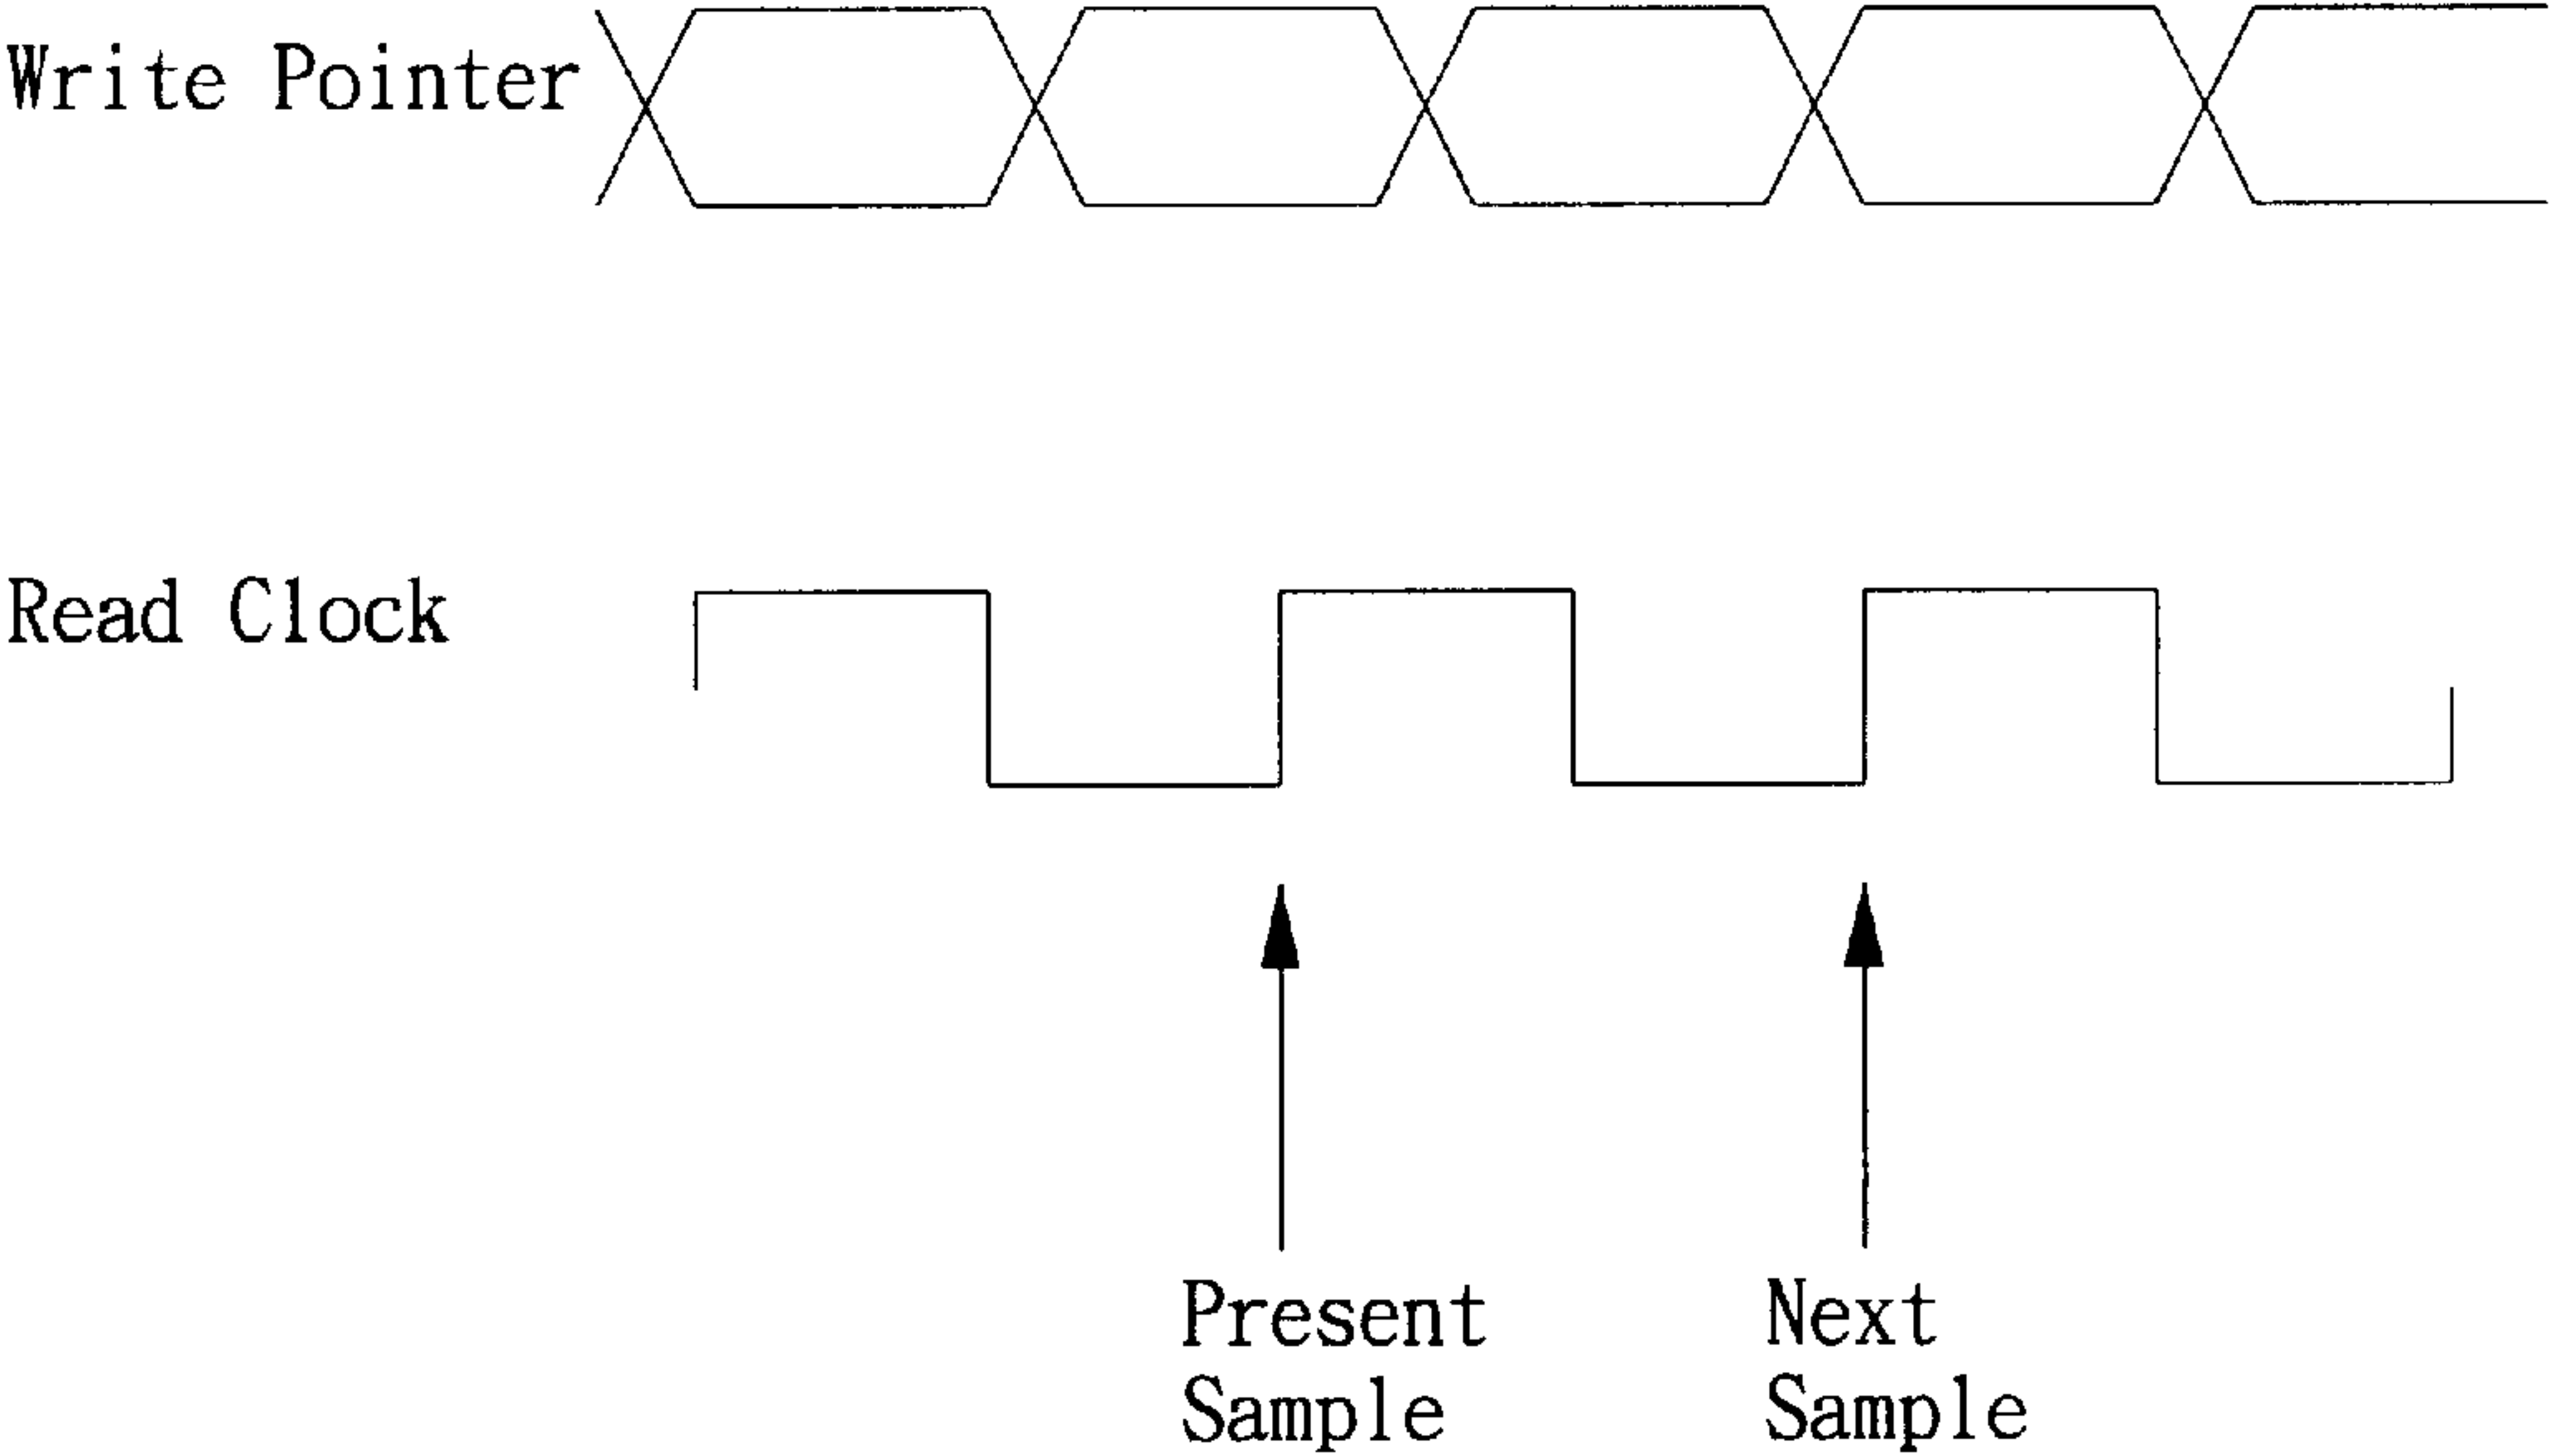 Write Pointer
Read Clock
Present
Sample
Next
Sample